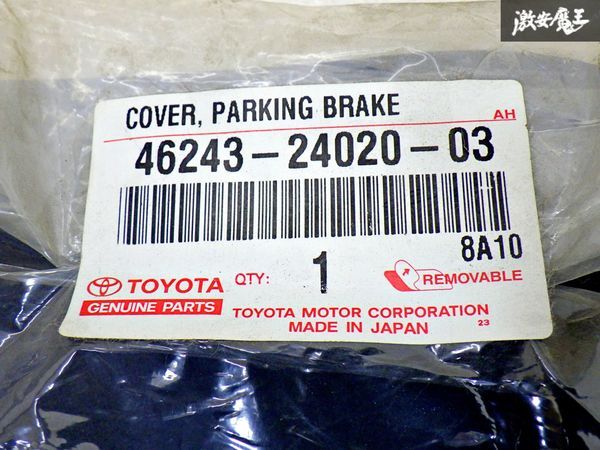 激安魔王
COVER, PARKING BRAKE
AH
46243-24020-03
8A10
TOYOTA
GENUINE PARTS
QTY: 1
REMOVABLE
TOYOTA MOTOR CORPORATION
MADE IN JAPAN
23